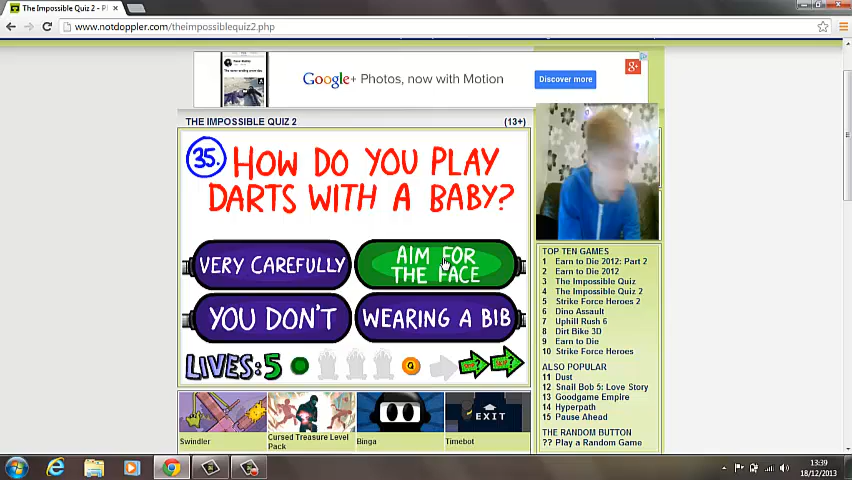 The Impossible Quiz 2 - P
www.notdoppler.com/theimpossiblequiz2.php
Google+ Photos, now with Motion
Discover more
THE IMPOSSIBLE QUIZ 2
(13+)
35.
HOW DO YOU PLAY
DARTS WITH A BABY?
VERY CAREFULLY
AIM FOR
THE FACE
YOU DON'T
WEARING A BIB
LIVES:5
Swindler
Cursed Treasure Level
Pack
Binga
EXIT
Timebot
TOP TEN GAMES
1 Earn to Die 2012: Part 2
2 Earn to Die 2012
3 The Impossible Quiz
4 The Impossible Quiz 2
5 Strike Force Heroes 2
6 Dino Assault
7 Uphill Rush 6
8 Dirt Bike 3D
9 Earn to Die
10 Strike Force Heroes
ALSO POPULAR
11 Dust
12 Snail Bob 5: Love Story
13 Goodgame Empire
14 Hyperpath
15 Pause Ahead
THE RANDOM BUTTON
?? Play a Random Game
13:39
18/12/2013